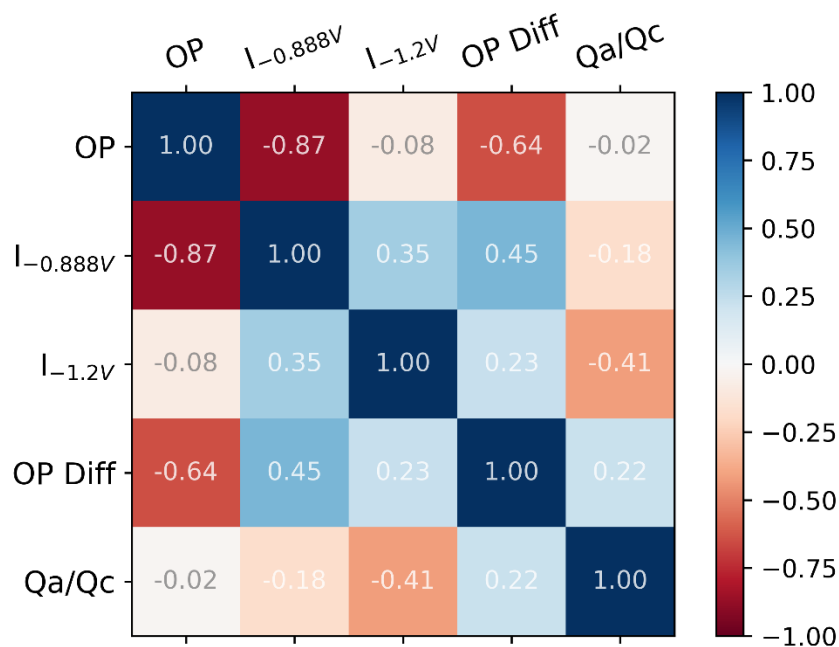 OP I₋₀.₈₈₈V I₋₁.₂V OP Diff Qa/Qc
OP 1.00 -0.87 -0.08 -0.64 -0.02
I₋₀.₈₈₈V -0.87 1.00 0.35 0.45 -0.18
I₋₁.₂V -0.08 0.35 1.00 0.23 -0.41
OP Diff -0.64 0.45 0.23 1.00 0.22
Qa/Qc -0.02 -0.18 -0.41 0.22 1.00
1.00
0.75
0.50
0.25
0.00
−0.25
−0.50
−0.75
−1.00